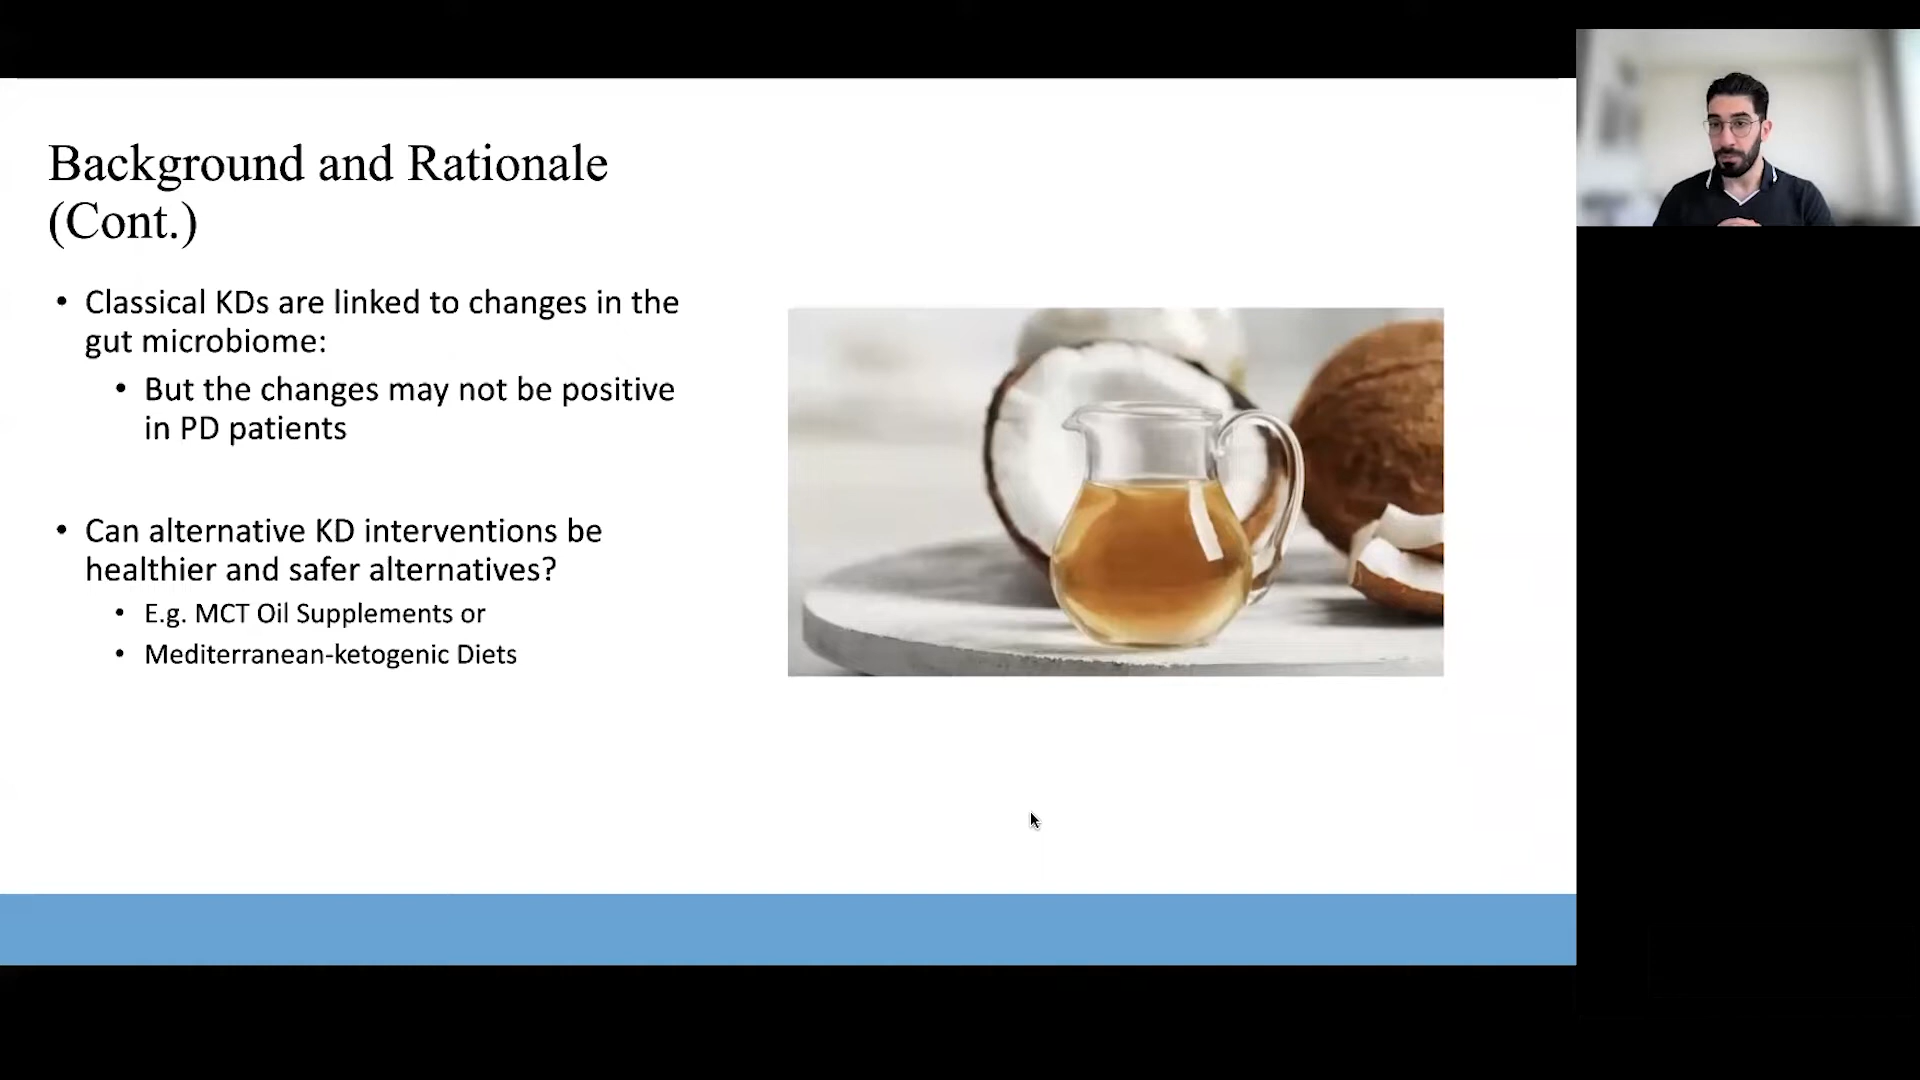 Background and Rationale
(Cont.)
• Classical KDs are linked to changes in the
gut microbiome:
• But the changes may not be positive
in PD patients
• Can alternative KD interventions be
healthier and safer alternatives?
• E.g. MCT Oil Supplements or
• Mediterranean-ketogenic Diets